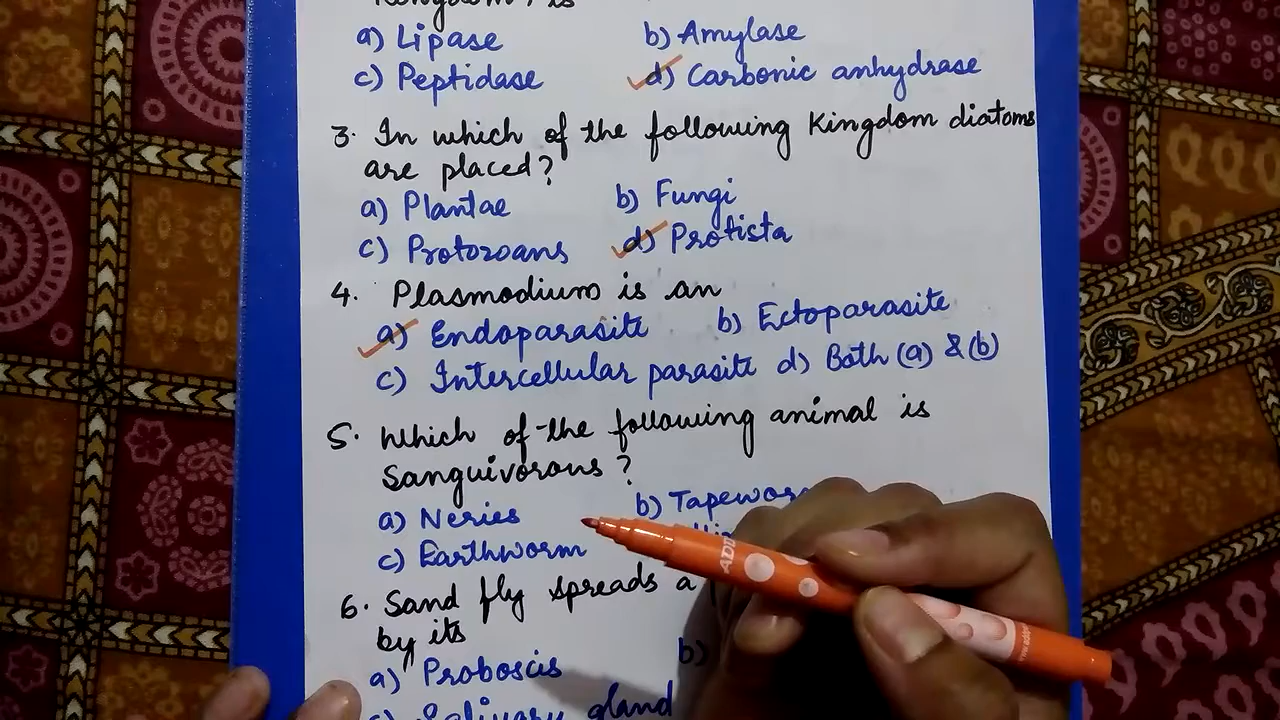 a) Lipase b) Amylase
c) Peptidase d) Carbonic anhydrase
3. In which of the following Kingdom diatoms
are placed?
a) Plantae b) Fungi
c) Protozoans d) Protista
4. Plasmodium is an
a) Endoparasite b) Ectoparasite
c) Intercellular parasite d) Both (a) & (b)
5. Which of the following animal is
Sanguivorous ?
a) Neries b)
c) Earthworm
6. Sand fly spreads a
by its
a) Proboscis b)
Salivary gland